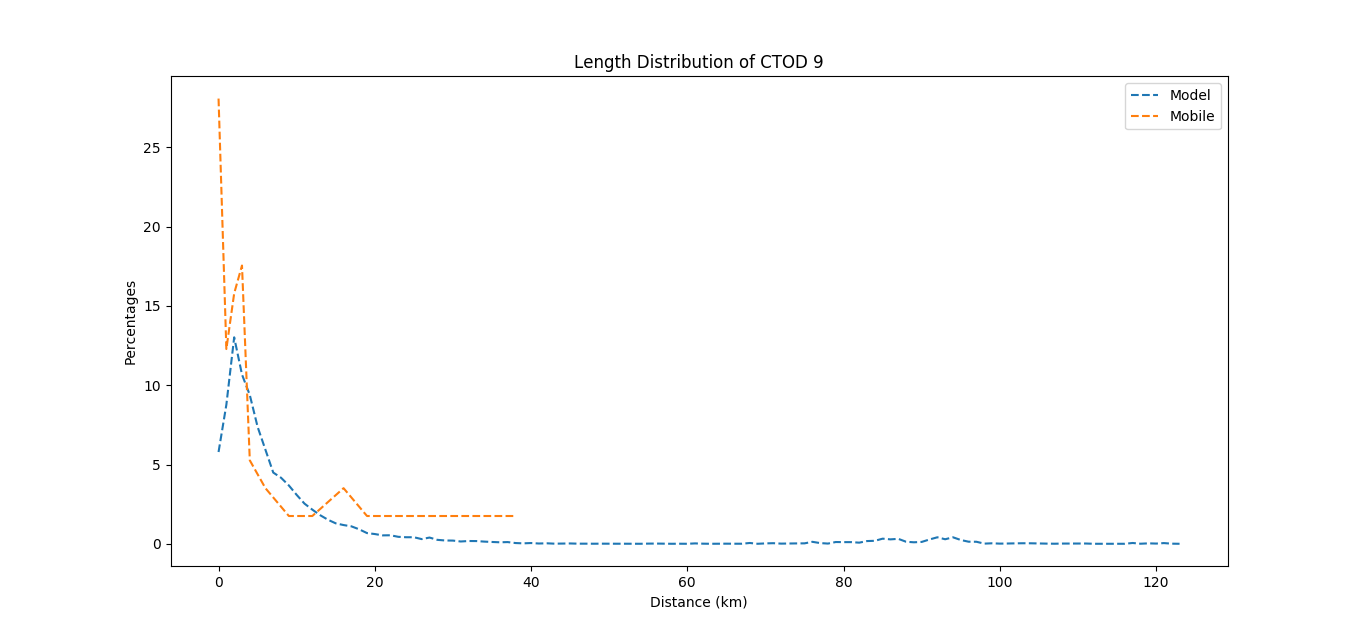 Length Distribution of CTOD 9
Model
Mobile
Percentages
25
20
15
10
5
0
0 20 40 60 80 100 120
Distance (km)